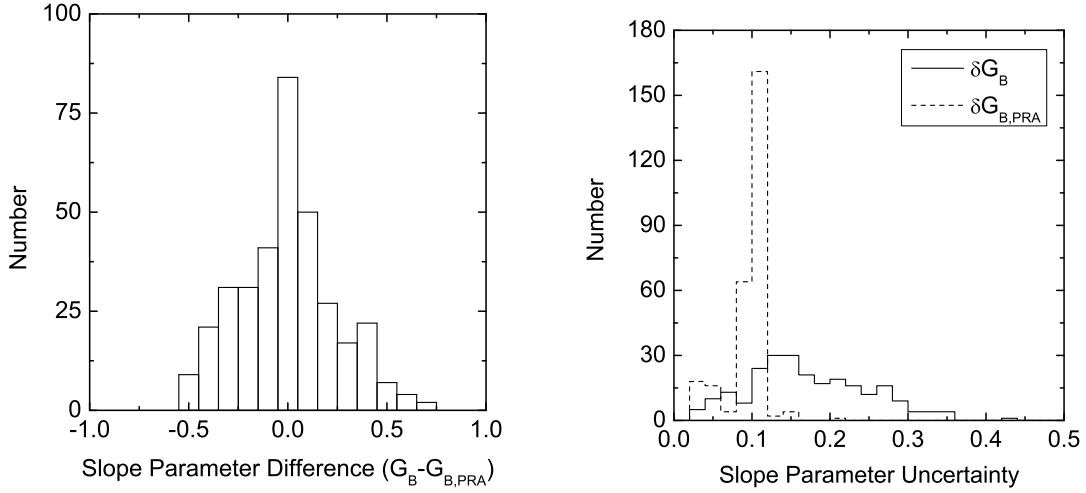 100
75
50
25
0
-1.0 -0.5 0.0 0.5 1.0
Number
Slope Parameter Difference (G_B-G_B,PRA)
180
150
120
90
60
30
0
0.0 0.1 0.2 0.3 0.4 0.5
Number
Slope Parameter Uncertainty
δG_B
δG_B,PRA